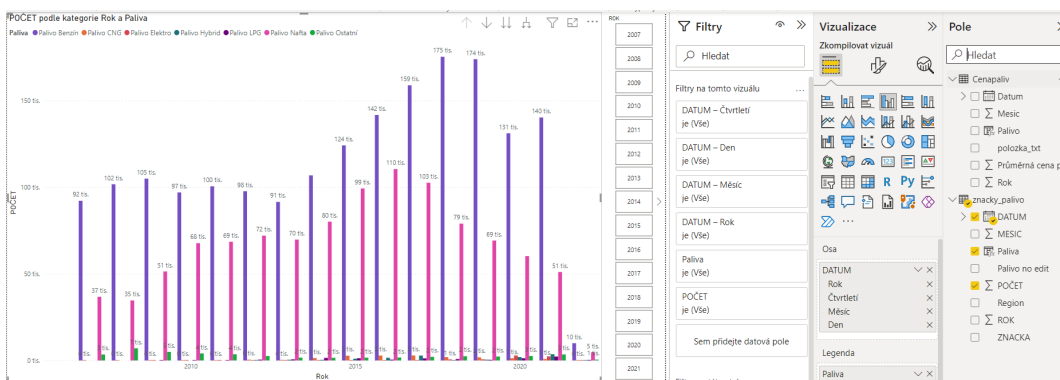 POČET podle kategorie Rok a Paliva
Paliva Palivo Benzín Palivo CNG Palivo Elektro Palivo Hybrid Palivo LPG Palivo Nafta Palivo Ostatní
POČET
150 tis.
100 tis.
50 tis.
0 tis.
92 tis.
37 tis.
102 tis.
35 tis.
105 tis.
51 tis.
97 tis.
68 tis.
100 tis.
69 tis.
98 tis.
72 tis.
91 tis.
70 tis.
124 tis.
80 tis.
142 tis.
99 tis.
159 tis.
110 tis.
175 tis.
103 tis.
174 tis.
79 tis.
131 tis.
69 tis.
140 tis.
51 tis.
10 tis.
5 tis.
2010
2015
2020
Rok
ROK
2007
2008
2009
2010
2011
2012
2013
2014
2015
2016
2017
2018
2019
2020
2021
Filtry
Hledat
Filtry na tomto vizuálu
DATUM – Čtvrtletí
je (Vše)
DATUM – Den
je (Vše)
DATUM – Měsíc
je (Vše)
DATUM – Rok
je (Vše)
Paliva
je (Vše)
POČET
je (Vše)
Sem přidejte datová pole
Vizualizace
Zkompilovat vizuál
123
R Py
Osa
DATUM
Rok
Čtvrtletí
Měsíc
Den
Legenda
Paliva
Pole
Hledat
Cenapaliv
Datum
Mesic
Palivo
polozka_txt
Průměrná cena p
Rok
znacky_palivo
DATUM
MESIC
Paliva
Palivo no edit
POČET
Region
ROK
ZNACKA